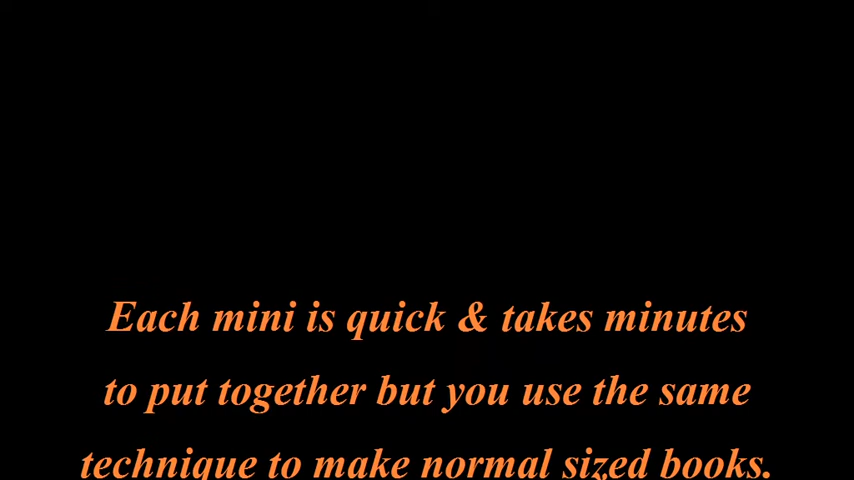 Each mini is quick & takes minutes
to put together but you use the same
technique to make normal sized books.